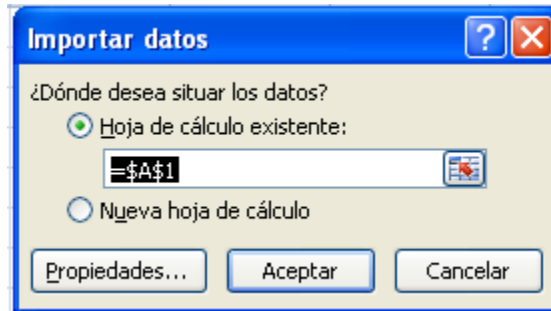 Importar datos
¿Dónde desea situar los datos?
Hoja de cálculo existente:
=$A$1
Nueva hoja de cálculo
Propiedades... Aceptar Cancelar